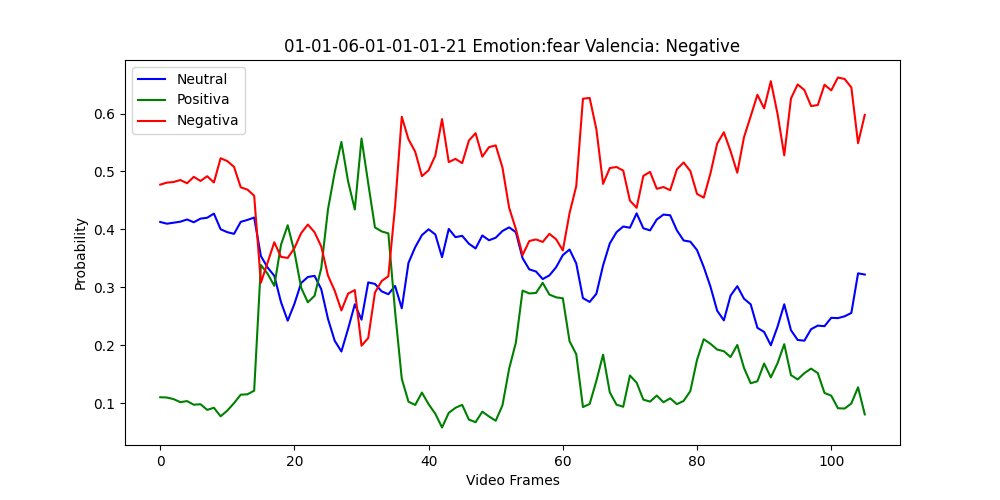 01-01-06-01-01-01-21 Emotion:fear Valencia: Negative
Neutral
Positiva
Negativa
Probability
0.6
0.5
0.4
0.3
0.2
0.1
0 20 40 60 80 100
Video Frames